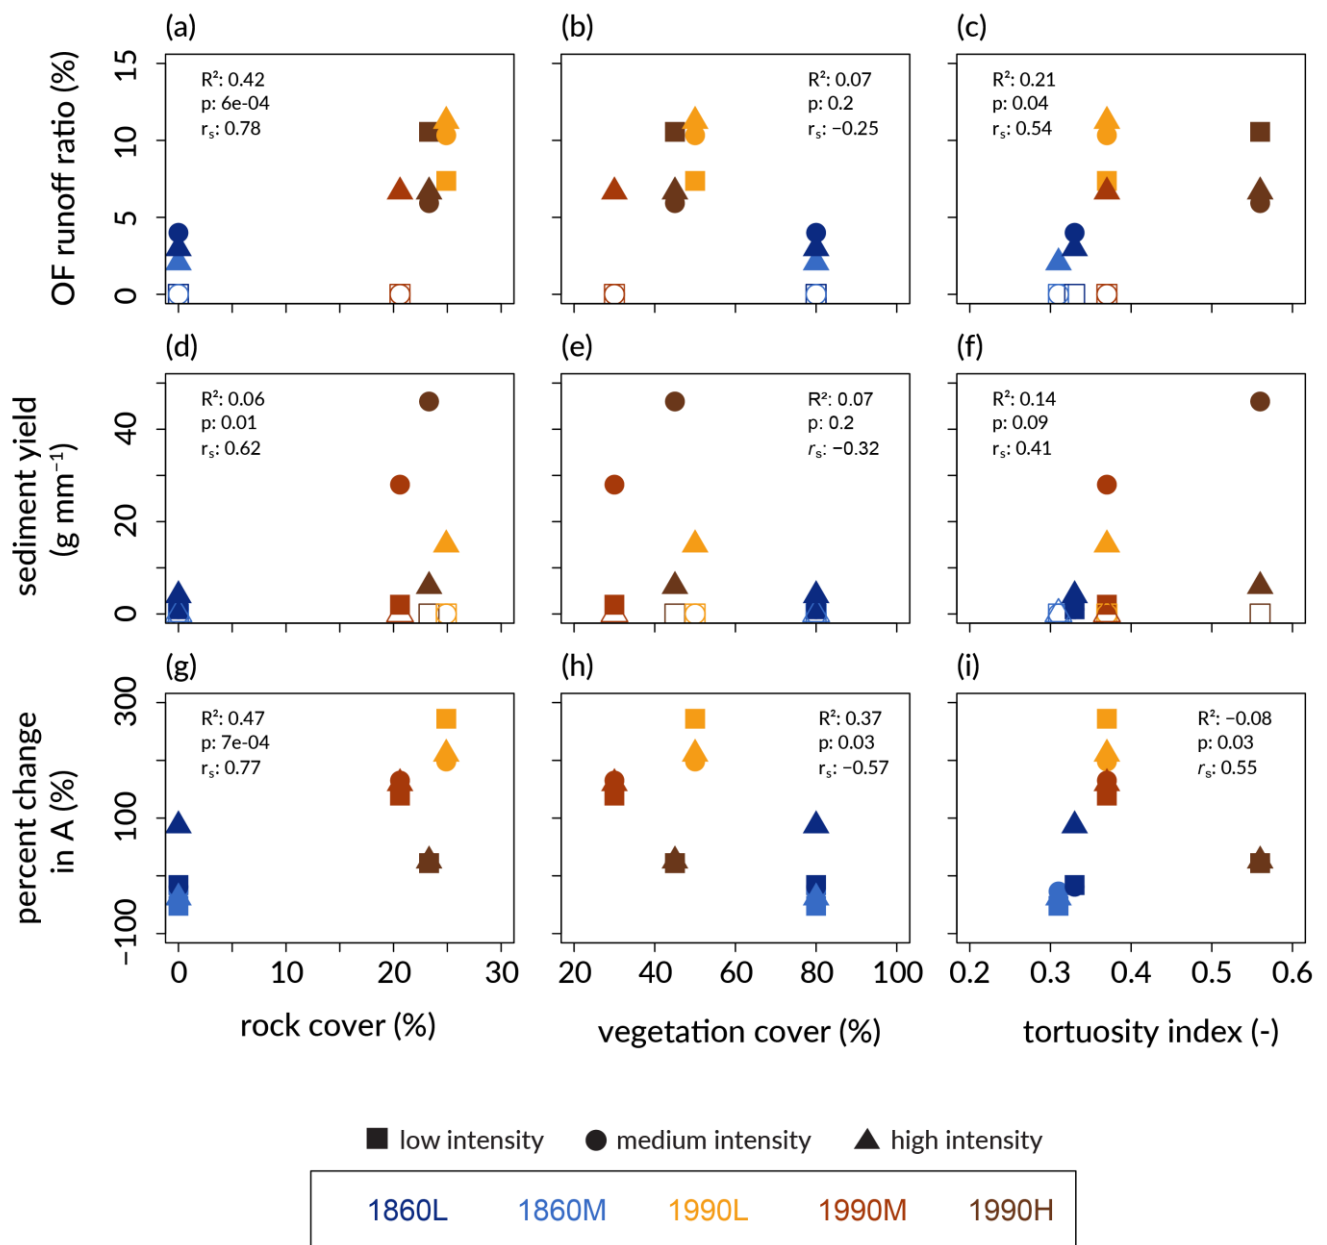 (a)
(b)
(c)
OF runoff ratio (%)
15
10
5
0
R²: 0.42
p: 6e-04
rₛ: 0.78
R²: 0.07
p: 0.2
rₛ: −0.25
R²: 0.21
p: 0.04
rₛ: 0.54
(d)
(e)
(f)
sediment yield
(g mm⁻¹)
40
20
0
R²: 0.06
p: 0.01
rₛ: 0.62
R²: 0.07
p: 0.2
rₛ: −0.32
R²: 0.14
p: 0.09
rₛ: 0.41
(g)
(h)
(i)
percent change
in A (%)
300
100
−100
R²: 0.47
p: 7e-04
rₛ: 0.77
R²: 0.37
p: 0.03
rₛ: −0.57
R²: −0.08
p: 0.03
rₛ: 0.55
0 10 20 30
20 40 60 80 100
0.2 0.3 0.4 0.5 0.6
rock cover (%)
vegetation cover (%)
tortuosity index (-)
low intensity medium intensity high intensity
1860L 1860M 1990L 1990M 1990H